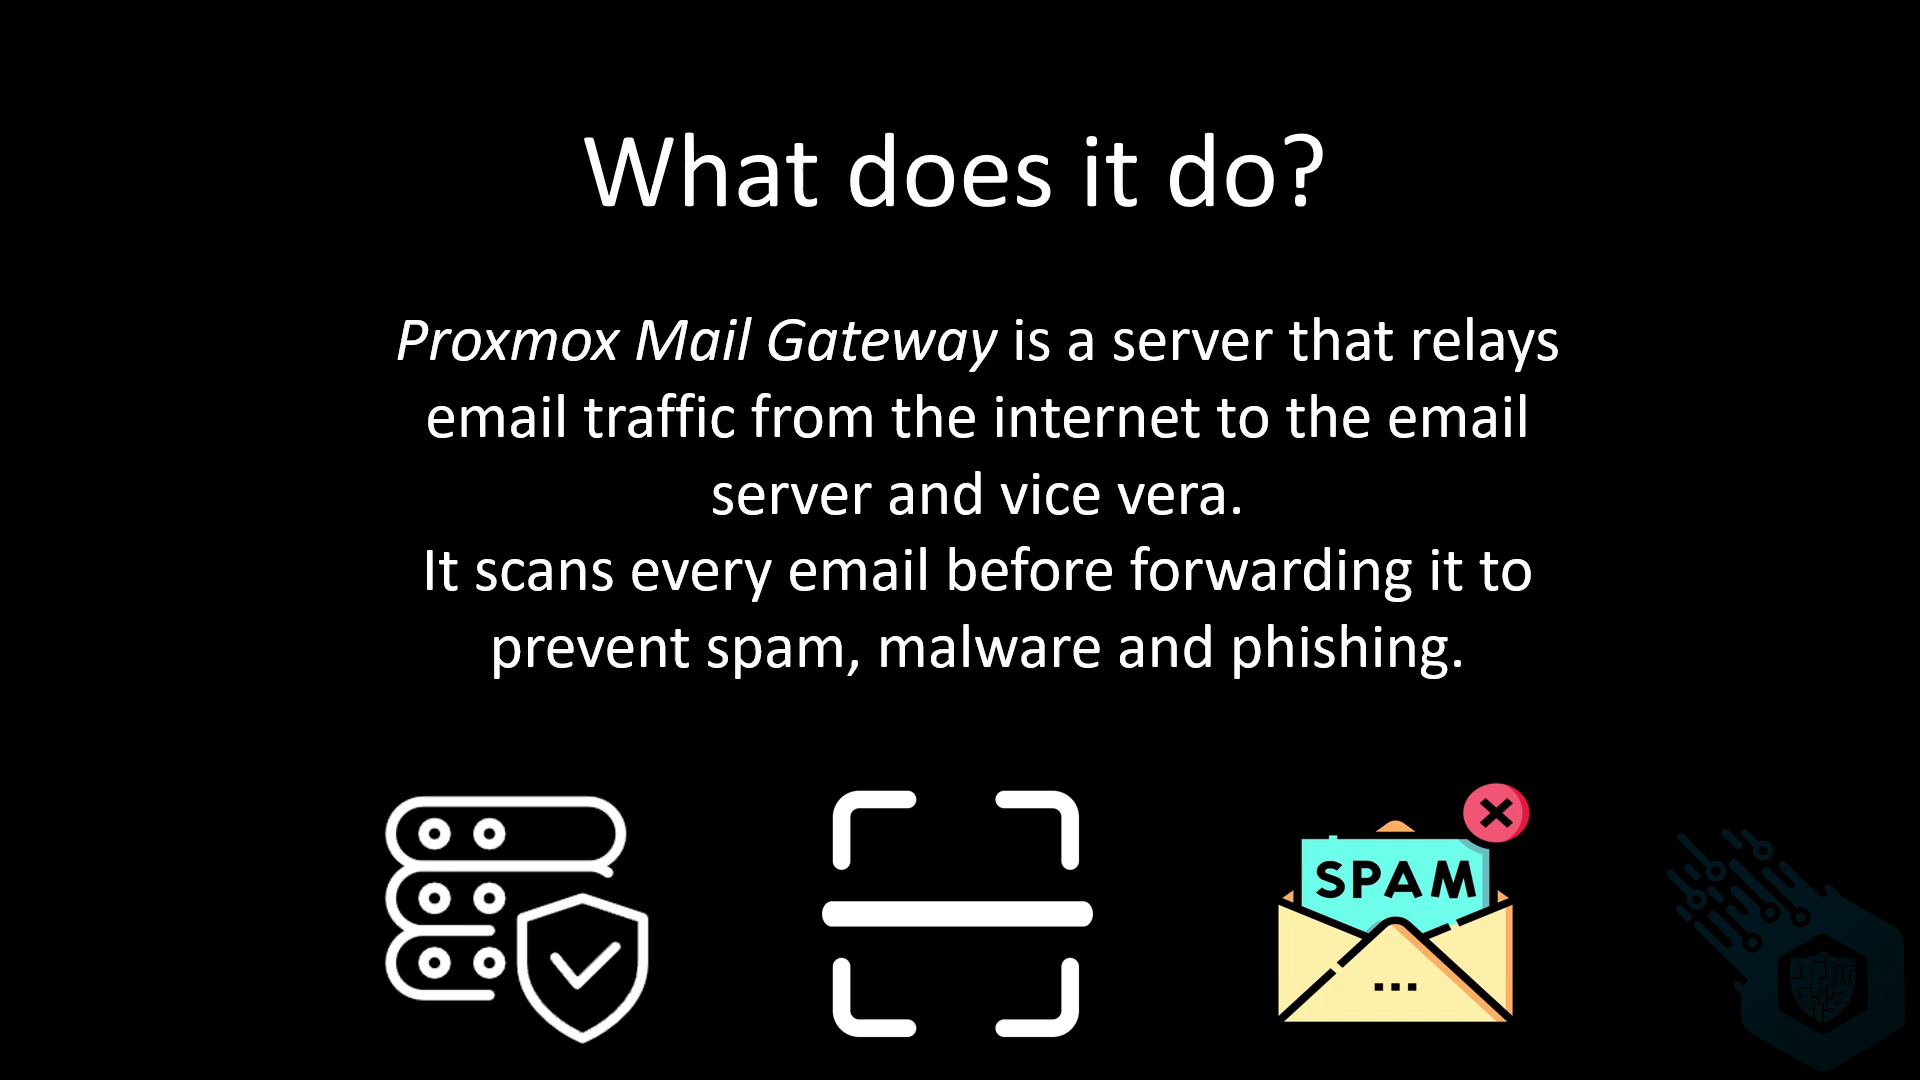 What does it do?
Proxmox Mail Gateway is a server that relays
email traffic from the internet to the email
server and vice vera.
It scans every email before forwarding it to
prevent spam, malware and phishing.
SPAM
...